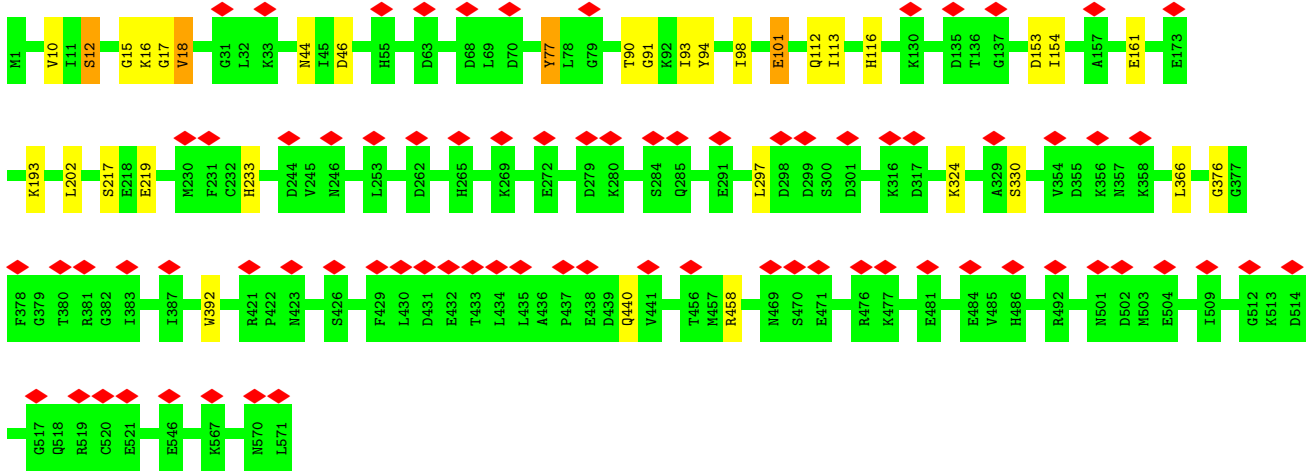 M1 V10 I11 S12 G15 K16 G17 V18 G31 L32 K33 N44 I45 D46 H55 D63 D68 L69 D70 Y77 L78 G79 T90 G91 K92 I93 Y94 I98 E101 Q112 I113 H116 K130 D135 T136 G137 D153 I154 A157 E161 E173
K193 L202 S217 E218 E219 M230 F231 C232 H233 D244 V245 N246 L253 D262 H265 K269 E272 D279 K280 S284 Q285 E291 L297 D298 D299 S300 D301 K316 D317 K324 A329 S330 V354 D355 K356 N357 K358 L366 G376 G377
F378 G379 T380 R381 G382 I383 I387 W392 R421 P422 N423 S426 F429 L430 D431 E432 T433 L434 L435 A436 P437 E438 D439 Q440 V441 T456 M457 R458 N469 S470 E471 R476 K477 E481 E484 V485 H486 R492 N501 D502 M503 E504 I509 G512 K513 D514
G517 Q518 R519 C520 E521 E546 K567 N570 L571